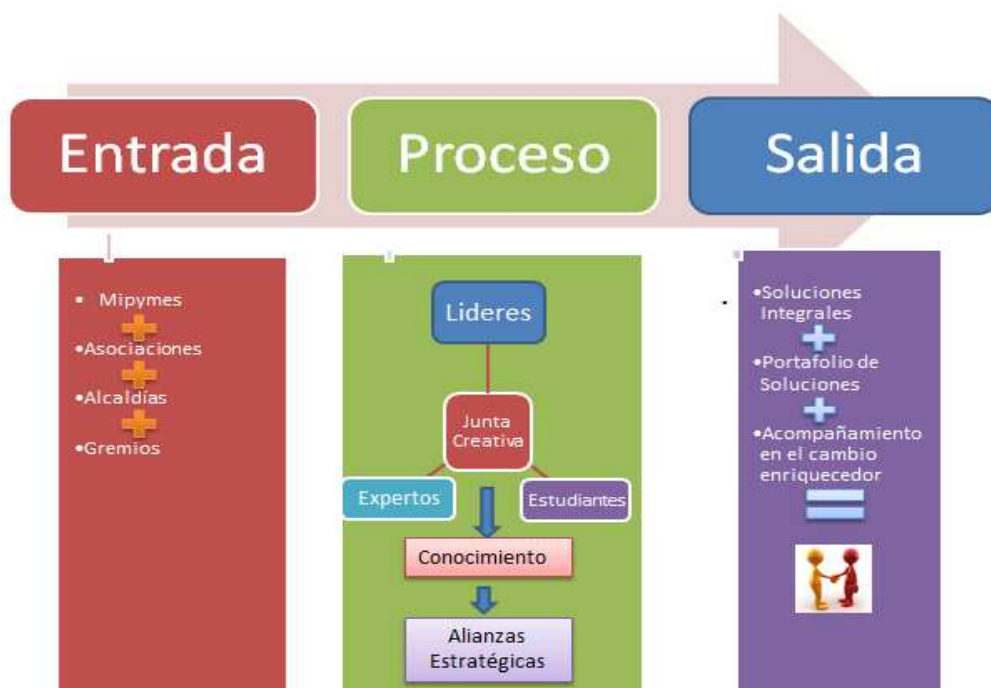 Entrada
Proceso
Salida
• Mipymes
•Asociaciones
•Alcaldías
•Gremios
Lideres
Junta
Creativa
Expertos
Estudiantes
Conocimiento
Alianzas
Estratégicas
•Soluciones
Integrales
•Portafolio de
Soluciones
•Acompañamiento
en el cambio
enriquecedor